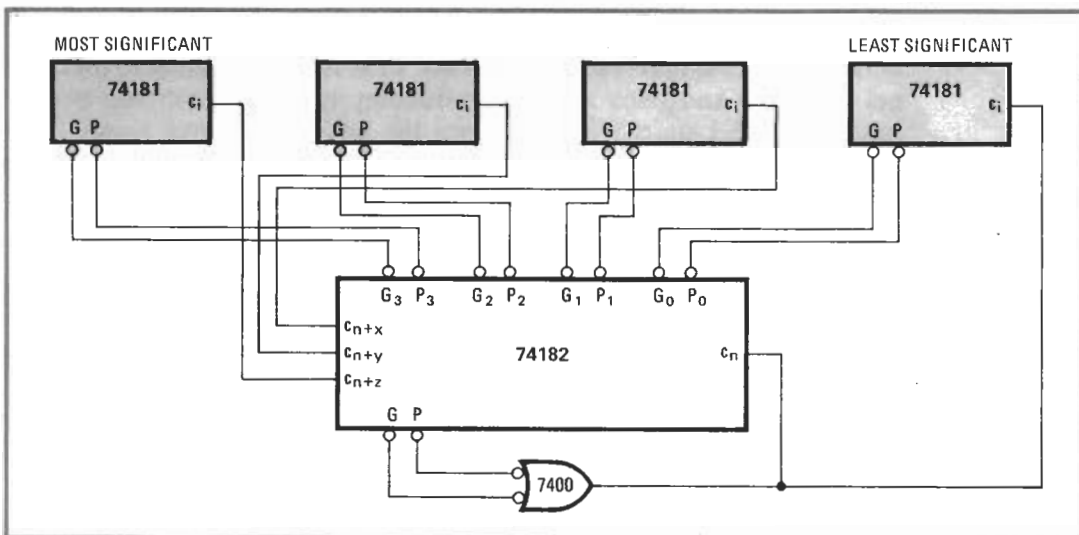 MOST SIGNIFICANT LEAST SIGNIFICANT
74181 74181 74181 74181
ci ci ci ci
G P G P G P G P
G3 P3 G2 P2 G1 P1 G0 P0
cn+x
cn+y 74182 cn
cn+z
G P
7400